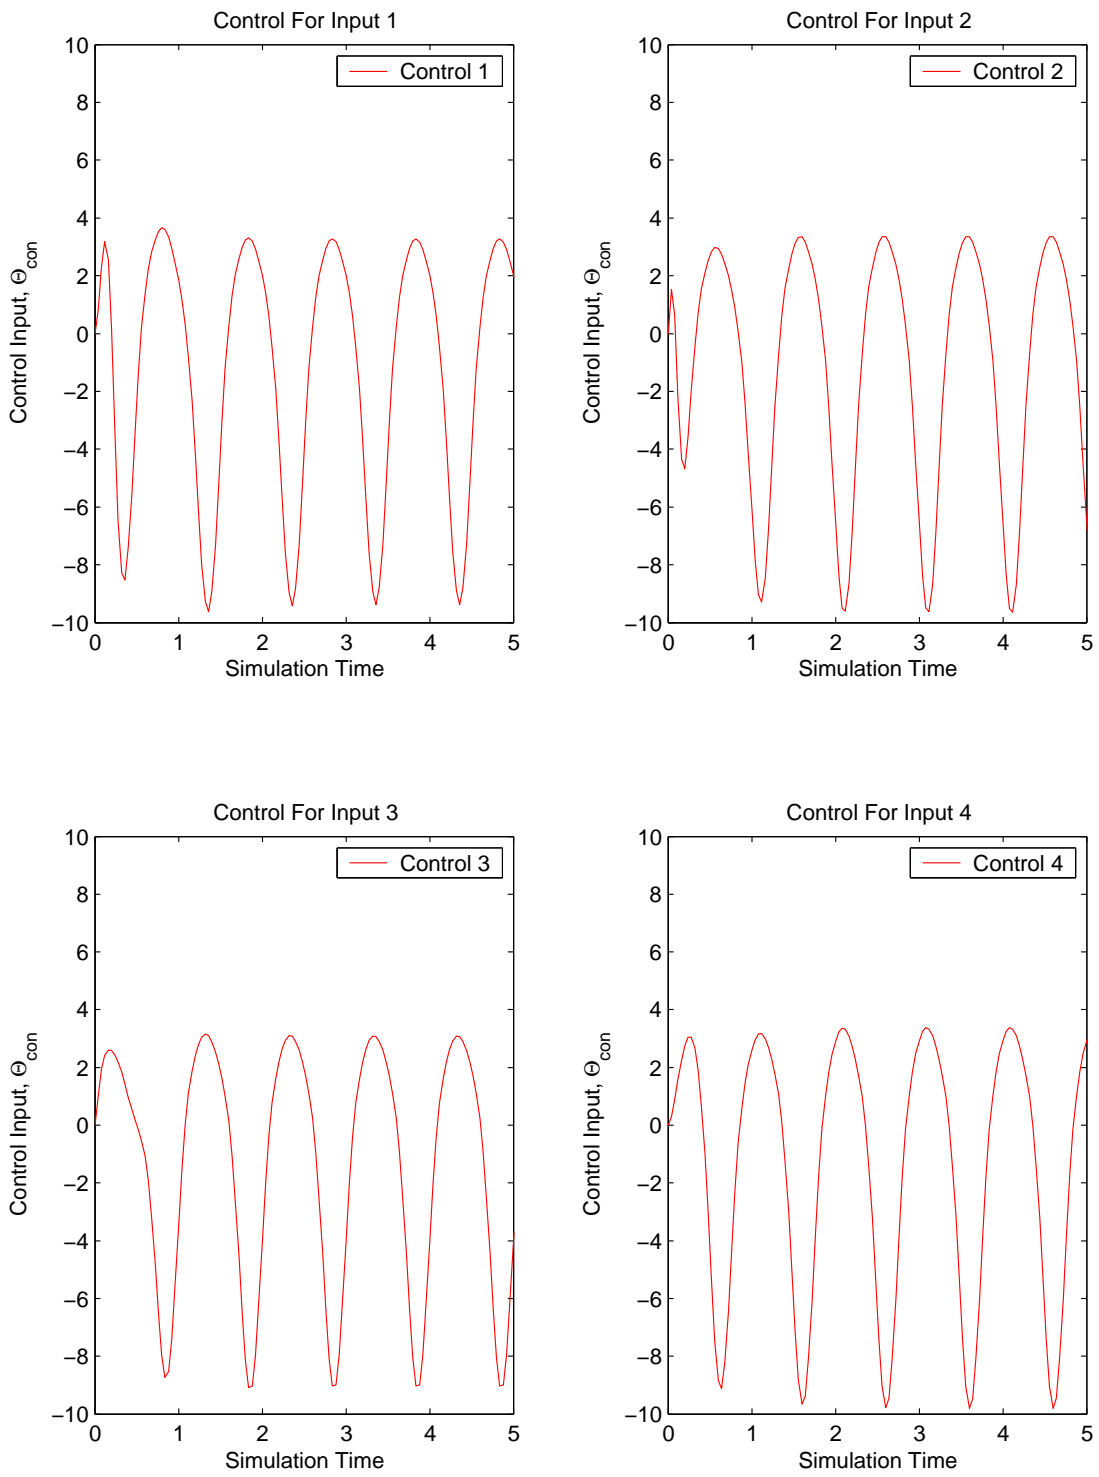 Control For Input 1
Control 1
10
8
6
4
2
0
−2
−4
−6
−8
−10
Control Input, Θcon
0 1 2 3 4 5
Simulation Time
Control For Input 2
Control 2
10
8
6
4
2
0
−2
−4
−6
−8
−10
Control Input, Θcon
0 1 2 3 4 5
Simulation Time
Control For Input 3
Control 3
10
8
6
4
2
0
−2
−4
−6
−8
−10
Control Input, Θcon
0 1 2 3 4 5
Simulation Time
Control For Input 4
Control 4
10
8
6
4
2
0
−2
−4
−6
−8
−10
Control Input, Θcon
0 1 2 3 4 5
Simulation Time